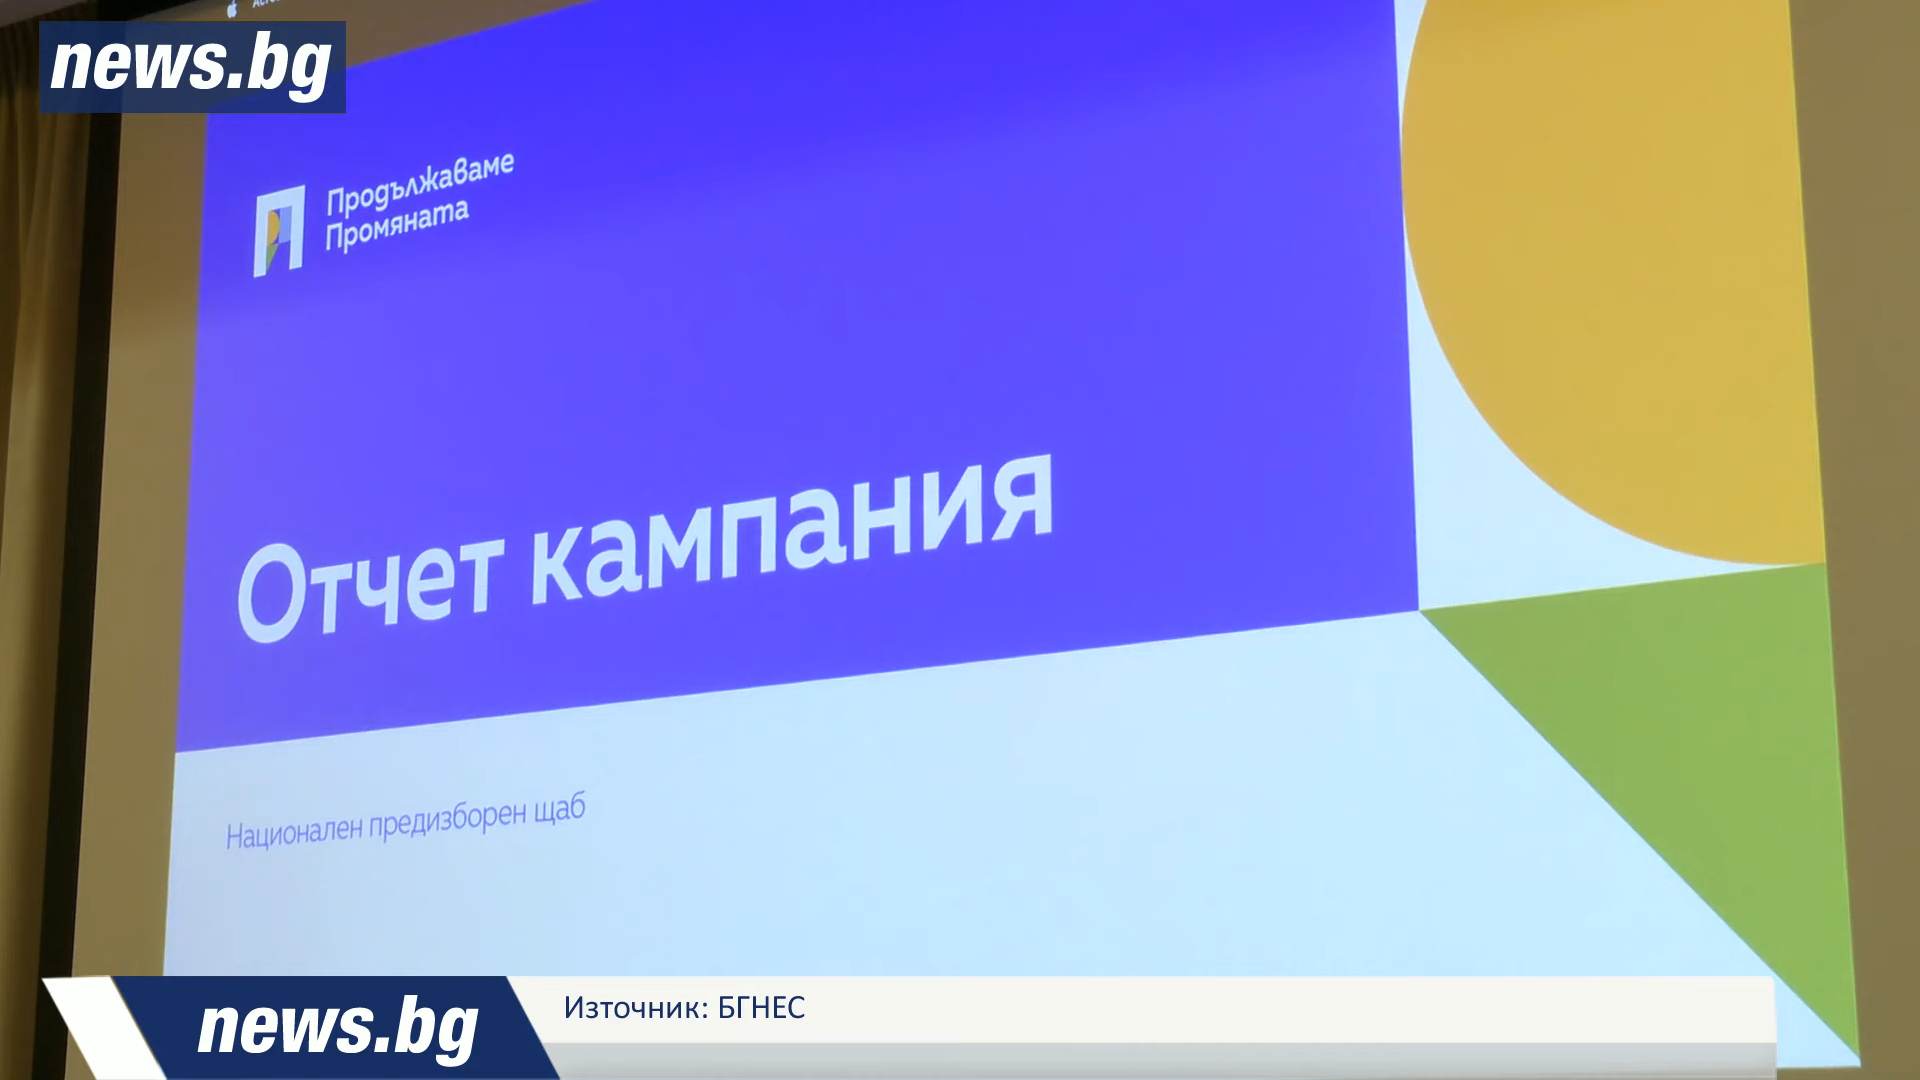 news.bg
Продължаваме
Промяната
Отчет кампания
Национален предизборен щаб
news.bg
Източник: БГНЕС